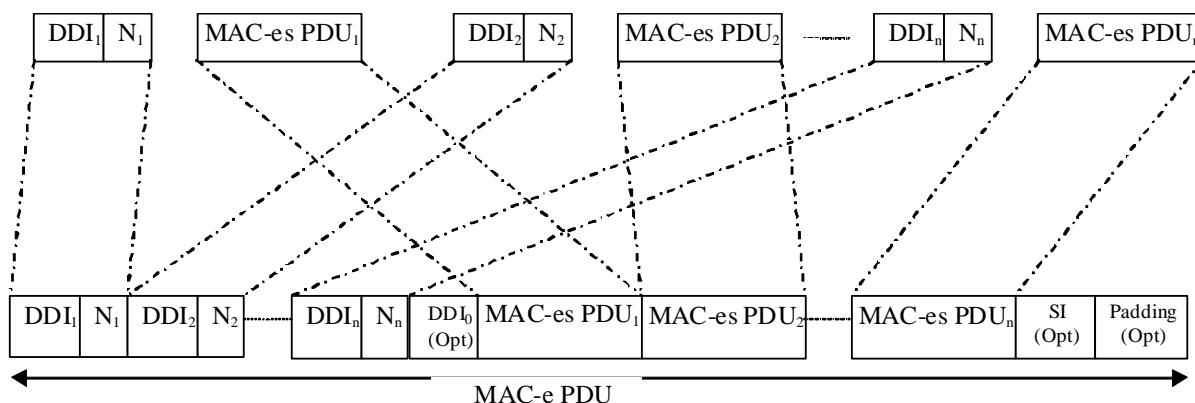 DDI₁ N₁ MAC-es PDU₁ DDI₂ N₂ MAC-es PDU₂ DDIₙ Nₙ MAC-es PDUₙ
DDI₁ N₁ DDI₂ N₂ DDIₙ Nₙ DDI₀ (Opt) MAC-es PDU₁ MAC-es PDU₂ MAC-es PDUₙ SI (Opt) Padding (Opt)
MAC-e PDU